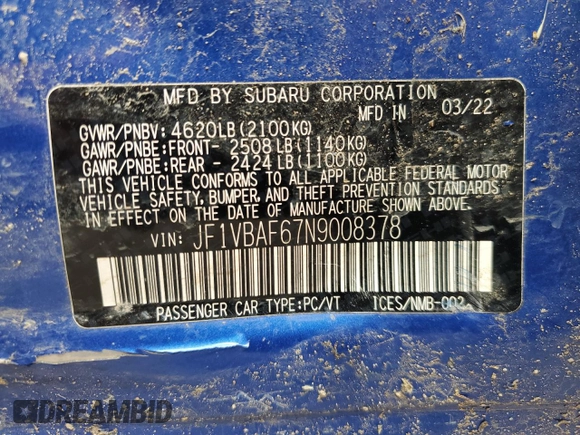 MFD BY SUBARU CORPORATION
MFD IN 03/22
GVWR/PNBV: 4620LB(2100KG)
GAWR/PNBE:FRONT- 2508LB(1140KG)
GAWR/PNBE:REAR - 2424LB(1100KG)
THIS VEHICLE CONFORMS TO ALL APPLICABLE FEDERAL MOTOR
VEHICLE SAFETY, BUMPER, AND THEFT PREVENTION STANDARDS
IN EFFECT ON THE DATE OF MANUFACTURE SHOWN ABOVE.
VIN: JF1VBAF67N9008378
PASSENGER CAR TYPE:PC/VT ICES/NMB-002
DREAMBID